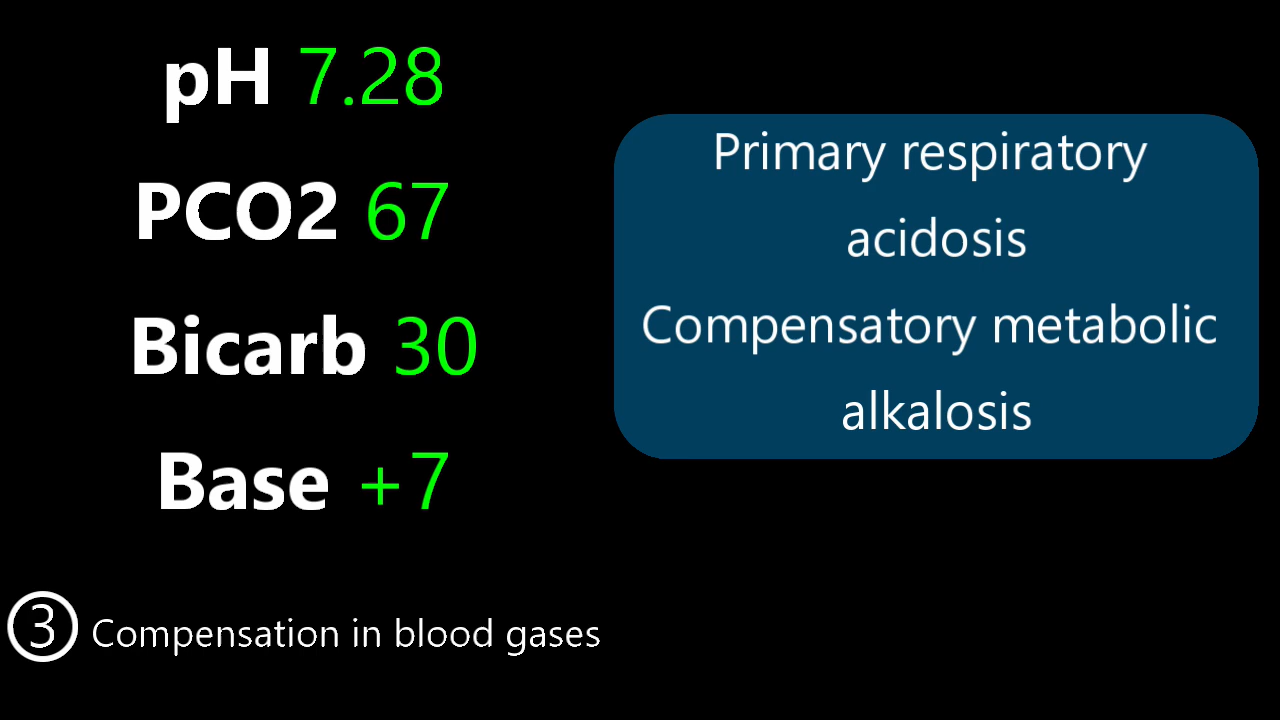 pH 7.28
PCO2 67
Bicarb 30
Base +7
Primary respiratory
acidosis
Compensatory metabolic
alkalosis
3 Compensation in blood gases